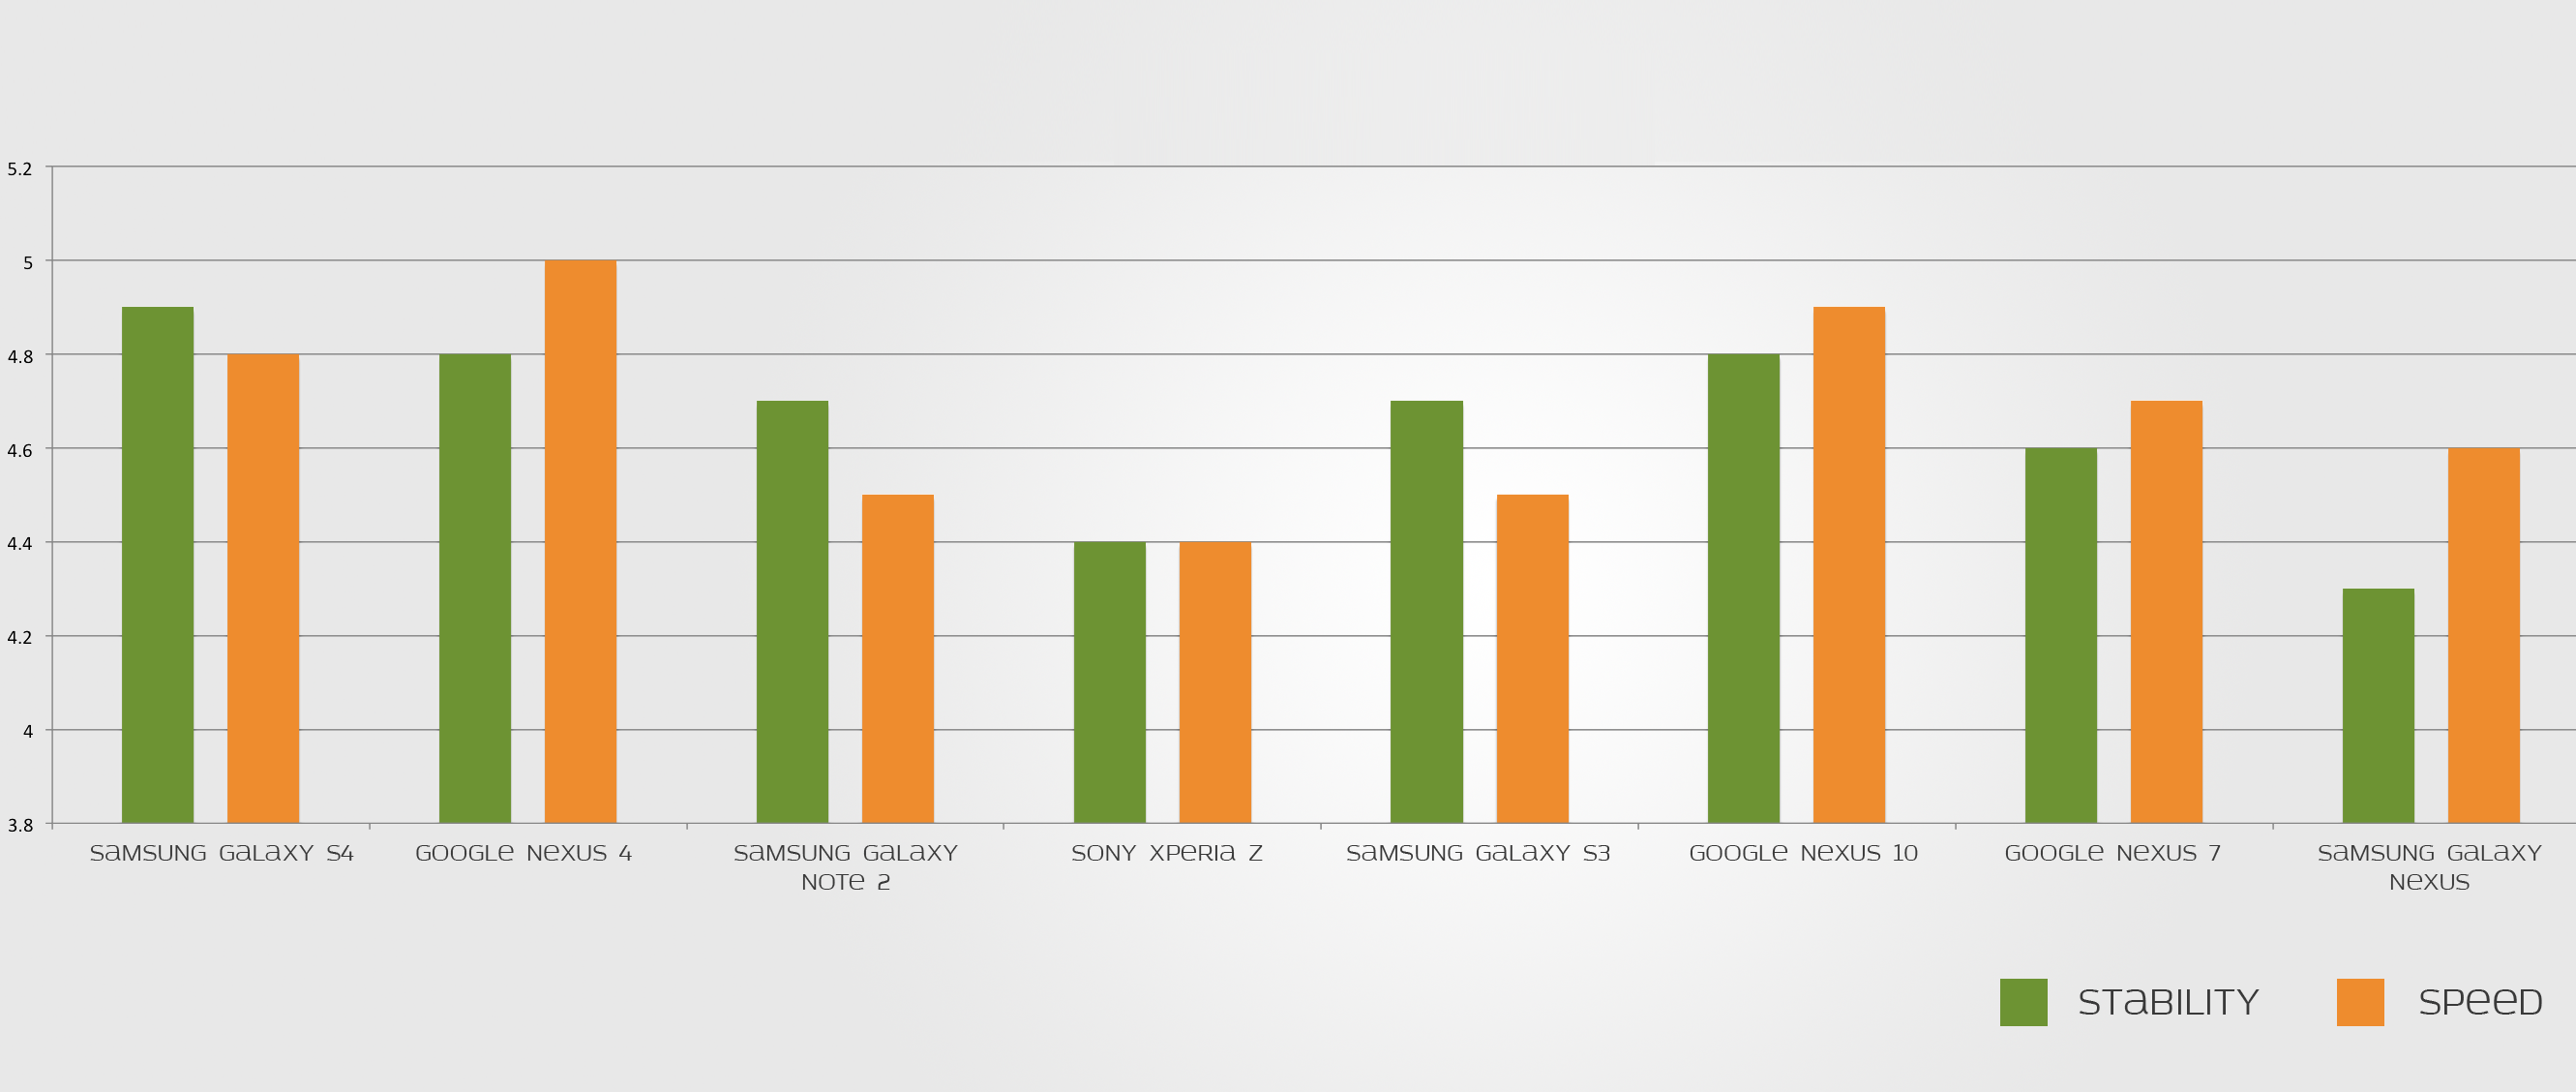 5.2
5
4.8
4.6
4.4
4.2
4
3.8
SAMSUNG GALAXY S4
GOOGLE NEXUS 4
SAMSUNG GALAXY
NOTE 2
SONY XPERIA Z
SAMSUNG GALAXY S3
GOOGLE NEXUS 10
GOOGLE NEXUS 7
SAMSUNG GALAXY
NEXUS
STABILITY
SPEED